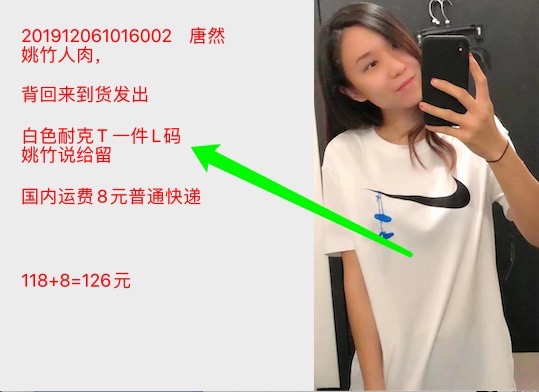 201912061016002 唐然
姚竹人肉，
背回来到货发出
白色耐克T一件L码
姚竹说给留
国内运费8元普通快递
118+8=126元